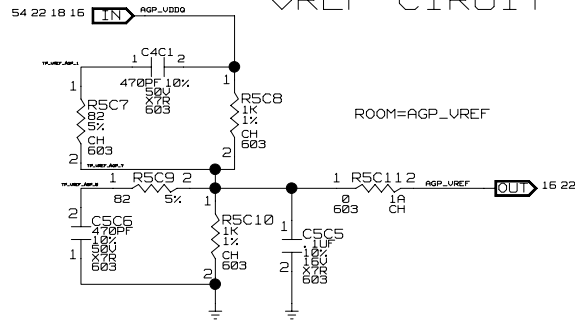 VREF CIRUIT
54 22 18 16 IN AGP_VDDQ
C4C1
1 2
470PF 10%
50V
X7R
603
1
R5C7
82
5%
CH
603
2
1
R5C8
1K
1%
CH
603
2
ROOM=AGP_VREF
1 R5C9 2
82 5%
2
C5C6
470PF
10%
50V
X7R
603
1
1
R5C10
1K
1%
CH
603
2
1
C5C5
.1UF
10%
16V
X7R
603
2
1 R5C11 2
0 1A
603 CH
AGP_VREF
OUT 16 22